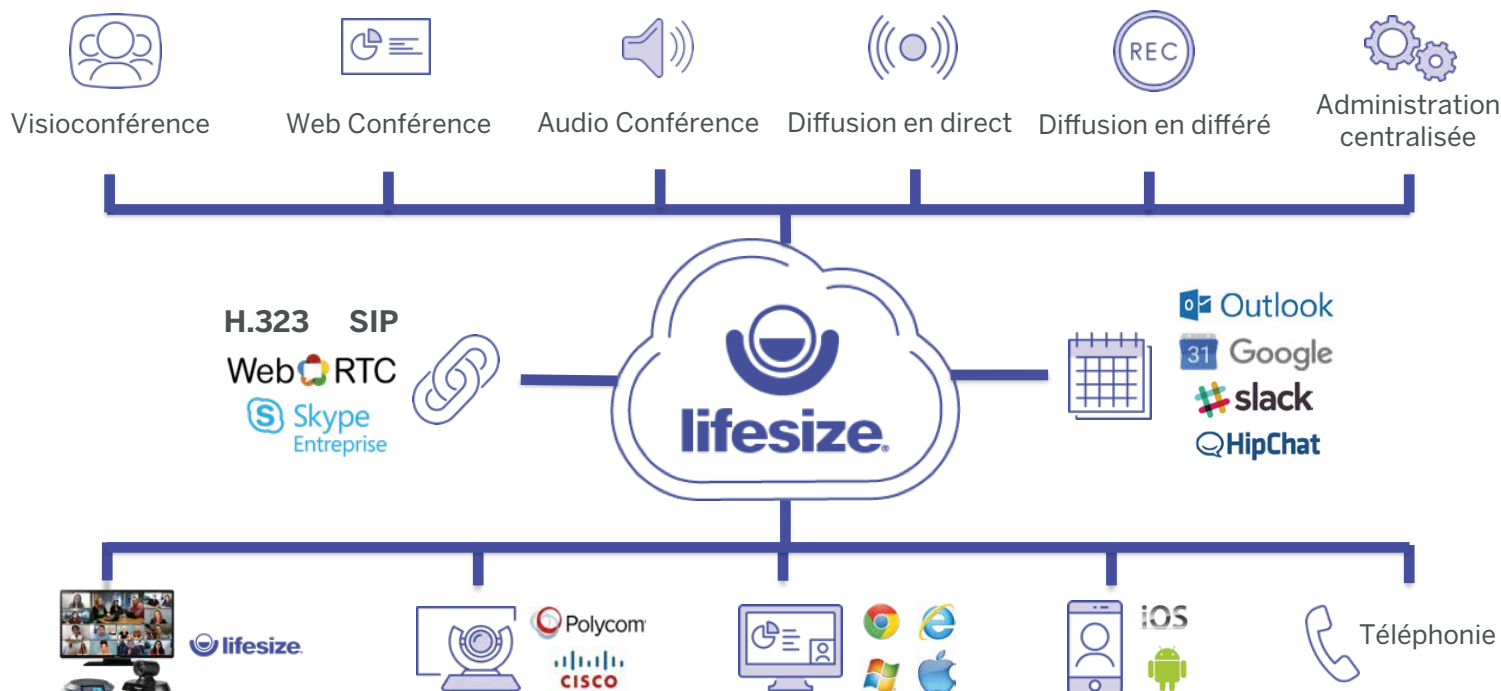 REC
Visioconférence
Web Conférence
Audio Conférence
Diffusion en direct
Diffusion en différé
Administration
centralisée
H.323 SIP
WebRTC
S Skype
Entreprise
lifesize®
Outlook
31 Google
slack
HipChat
lifesize
Polycom
CISCO
iOS
Téléphonie